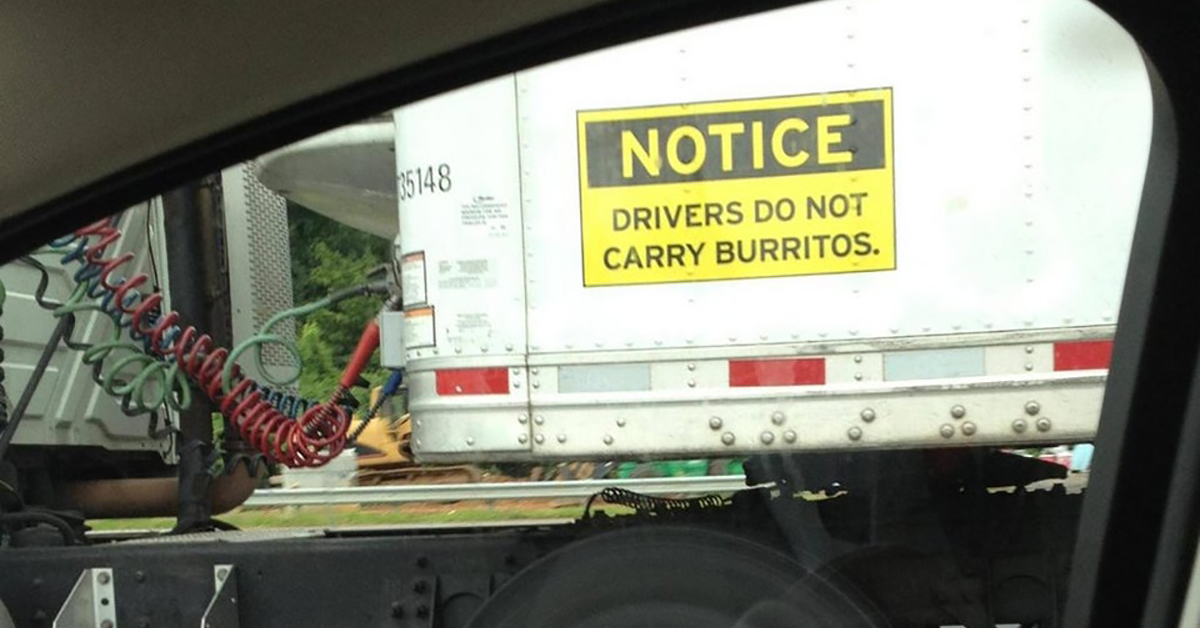 NOTICE
DRIVERS DO NOT
CARRY BURRITOS.
35148